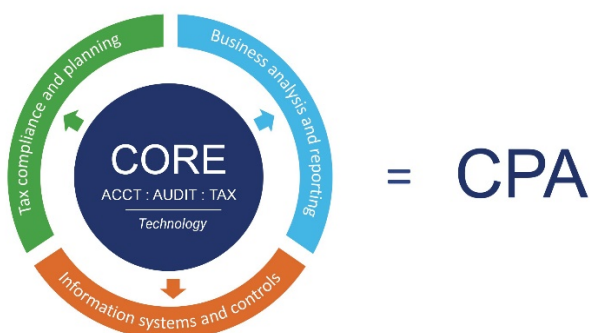 Tax compliance and planning
Business analysis and reporting
CORE
ACCT : AUDIT : TAX
Technology
Information systems and controls
= CPA